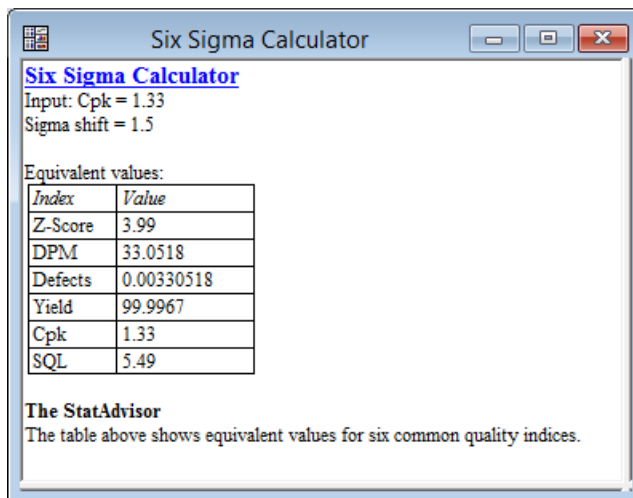 Six Sigma Calculator
Six Sigma Calculator
Input: Cpk = 1.33
Sigma shift = 1.5
Equivalent values:
Index Value
Z-Score 3.99
DPM 33.0518
Defects 0.00330518
Yield 99.9967
Cpk 1.33
SQL 5.49
The StatAdvisor
The table above shows equivalent values for six common quality indices.